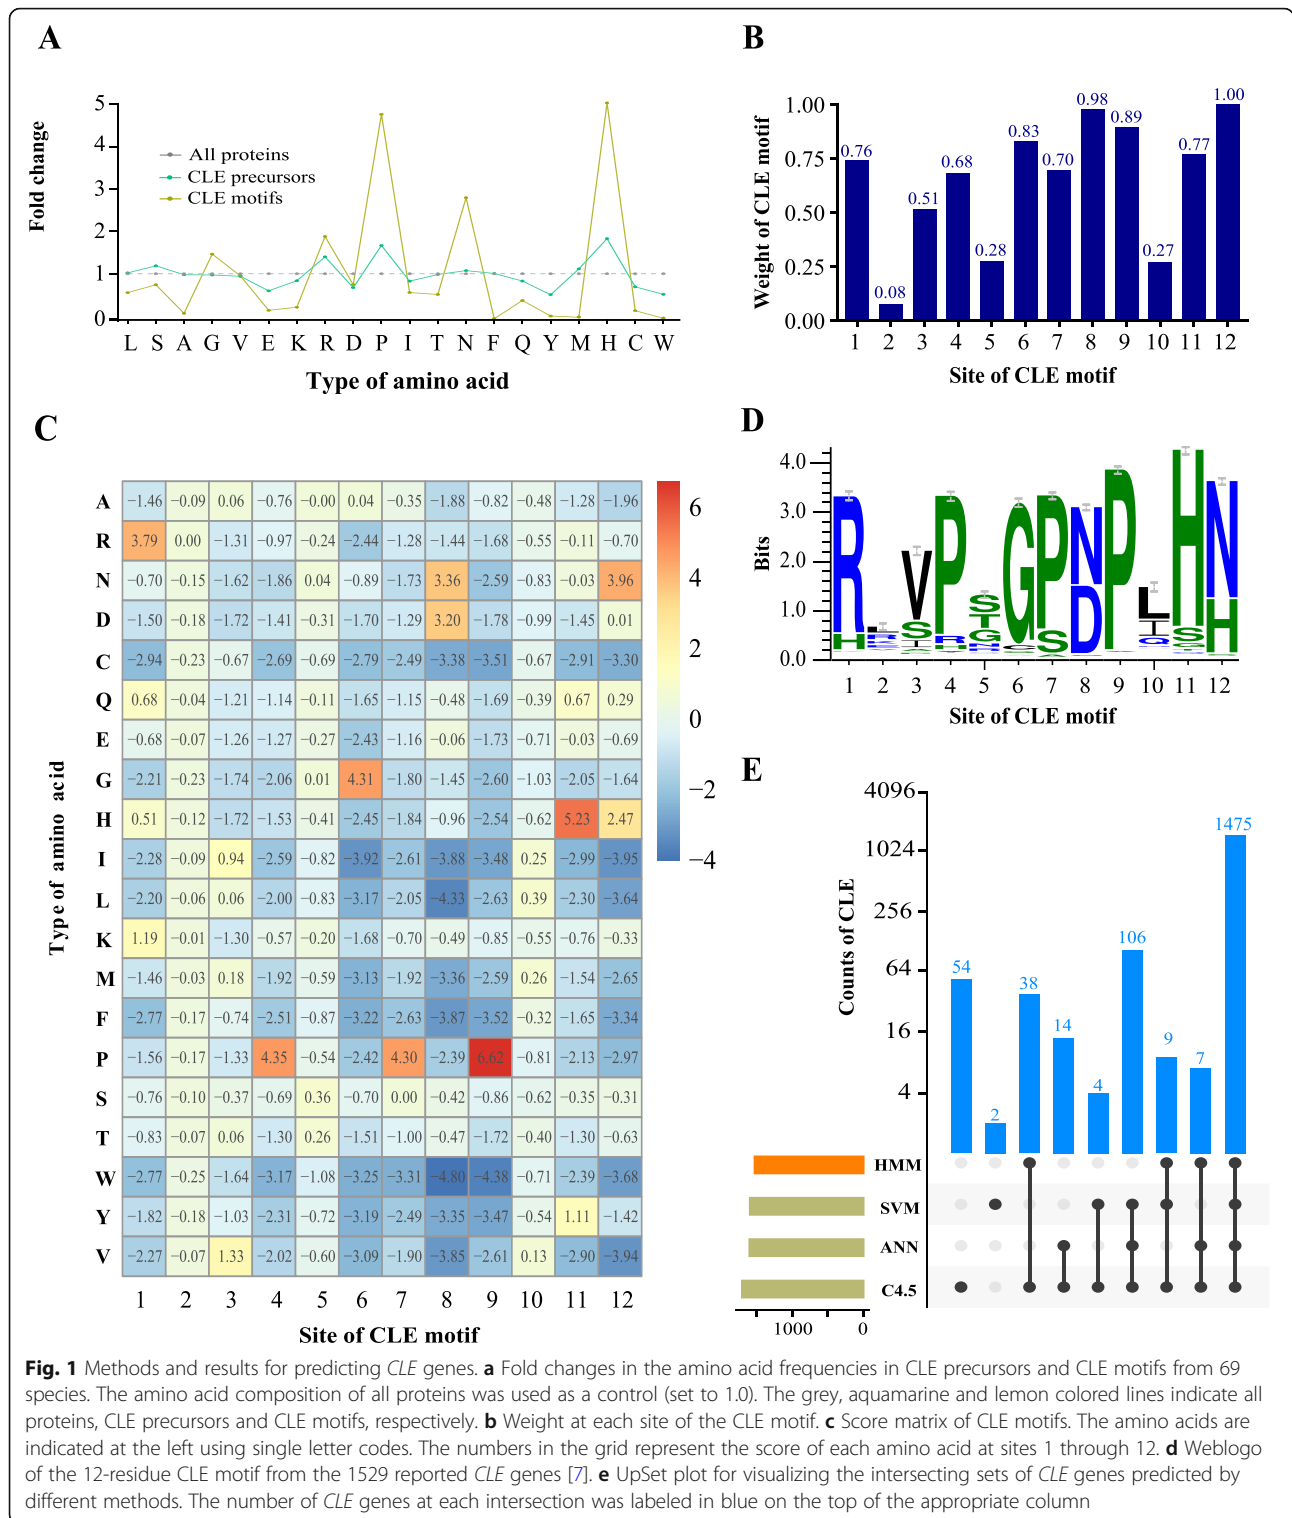 A
Fold change
5
4
3
2
1
0
All proteins
CLE precursors
CLE motifs
L S A G V E K R D P I T N F Q Y M H C W
Type of amino acid
B
Weight of CLE motif
1.00
0.75
0.50
0.25
0.00
0.76 0.08 0.51 0.68 0.28 0.83 0.70 0.98 0.89 0.27 0.77 1.00
1 2 3 4 5 6 7 8 9 10 11 12
Site of CLE motif
C
Type of amino acid
A −1.46 −0.09 0.06 −0.76 −0.00 0.04 −0.35 −1.88 −0.82 −0.48 −1.28 −1.96
R 3.79 0.00 −1.31 −0.97 −0.24 −2.44 −1.28 −1.44 −1.68 −0.55 −0.11 −0.70
N −0.70 −0.15 −1.62 −1.86 0.04 −0.89 −1.73 3.36 −2.59 −0.83 −0.03 3.96
D −1.50 −0.18 −1.72 −1.41 −0.31 −1.70 −1.29 3.20 −1.78 −0.99 −1.45 0.01
C −2.94 −0.23 −0.67 −2.69 −0.69 −2.79 −2.49 −3.38 −3.51 −0.67 −2.91 −3.30
Q 0.68 −0.04 −1.21 −1.14 −0.11 −1.65 −1.15 −0.48 −1.69 −0.39 0.67 0.29
E −0.68 −0.07 −1.26 −1.27 −0.27 −2.43 −1.16 −0.06 −1.73 −0.71 −0.03 −0.69
G −2.21 −0.23 −1.74 −2.06 0.01 4.31 −1.80 −1.45 −2.60 −1.03 −2.05 −1.64
H 0.51 −0.12 −1.72 −1.53 −0.41 −2.45 −1.84 −0.96 −2.54 −0.62 5.23 2.47
I −2.28 −0.09 0.94 −2.59 −0.82 −3.92 −2.61 −3.88 −3.48 0.25 −2.99 −3.95
L −2.20 −0.06 0.06 −2.00 −0.83 −3.17 −2.05 −4.33 −2.63 0.39 −2.30 −3.64
K 1.19 −0.01 −1.30 −0.57 −0.20 −1.68 −0.70 −0.49 −0.85 −0.55 −0.76 −0.33
M −1.46 −0.03 0.18 −1.92 −0.59 −3.13 −1.92 −3.36 −2.59 0.26 −1.54 −2.65
F −2.77 −0.17 −0.74 −2.51 −0.87 −3.22 −2.63 −3.87 −3.52 −0.32 −1.65 −3.34
P −1.56 −0.17 −1.33 4.35 −0.54 −2.42 4.30 −2.39 6.62 −0.81 −2.13 −2.97
S −0.76 −0.10 −0.37 −0.69 0.36 −0.70 0.00 −0.42 −0.86 −0.62 −0.35 −0.31
T −0.83 −0.07 0.06 −1.30 0.26 −1.51 −1.00 −0.47 −1.72 −0.40 −1.30 −0.63
W −2.77 −0.25 −1.64 −3.17 −1.08 −3.25 −3.31 −4.80 −4.38 −0.71 −2.39 −3.68
Y −1.82 −0.18 −1.03 −2.31 −0.72 −3.19 −2.49 −3.35 −3.47 −0.54 1.11 −1.42
V −2.27 −0.07 1.33 −2.02 −0.60 −3.09 −1.90 −3.85 −2.61 0.13 −2.90 −3.94
1 2 3 4 5 6 7 8 9 10 11 12
Site of CLE motif
6
4
2
0
−2
−4
D
Bits
4.0
3.0
2.0
1.0
0.0
R V P S G P N P L H N
H S R T G S D I S H
1 2 3 4 5 6 7 8 9 10 11 12
Site of CLE motif
E
Counts of CLE
4096
1024
256
64
16
4
54 2 38 14 4 106 9 7 1475
HMM
SVM
ANN
C4.5
1000 0
Fig. 1 Methods and results for predicting CLE genes. a Fold changes in the amino acid frequencies in CLE precursors and CLE motifs from 69
species. The amino acid composition of all proteins was used as a control (set to 1.0). The grey, aquamarine and lemon colored lines indicate all
proteins, CLE precursors and CLE motifs, respectively. b Weight at each site of the CLE motif. c Score matrix of CLE motifs. The amino acids are
indicated at the left using single letter codes. The numbers in the grid represent the score of each amino acid at sites 1 through 12. d Weblogo
of the 12-residue CLE motif from the 1529 reported CLE genes [7]. e UpSet plot for visualizing the intersecting sets of CLE genes predicted by
different methods. The number of CLE genes at each intersection was labeled in blue on the top of the appropriate column